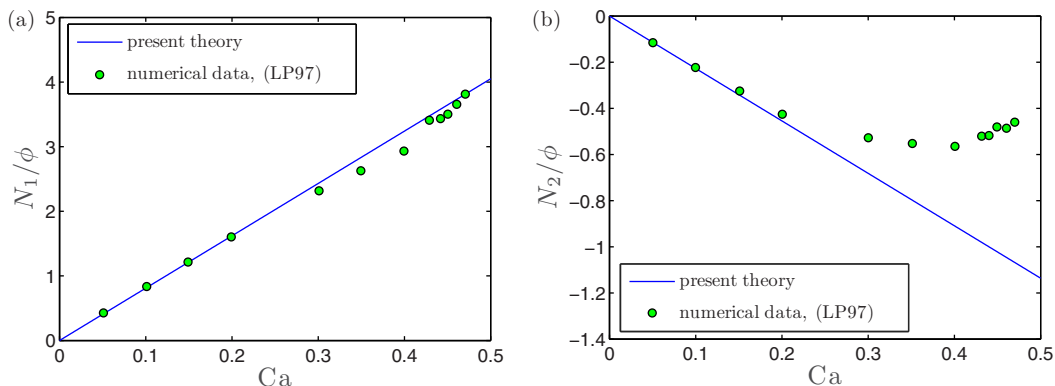 (a)
5
4
3
2
1
0
N₁/ϕ
present theory
numerical data, (LP97)
0 0.1 0.2 0.3 0.4 0.5
Ca
(b)
0
−0.2
−0.4
−0.6
−0.8
−1
−1.2
−1.4
N₂/ϕ
present theory
numerical data, (LP97)
0 0.1 0.2 0.3 0.4 0.5
Ca